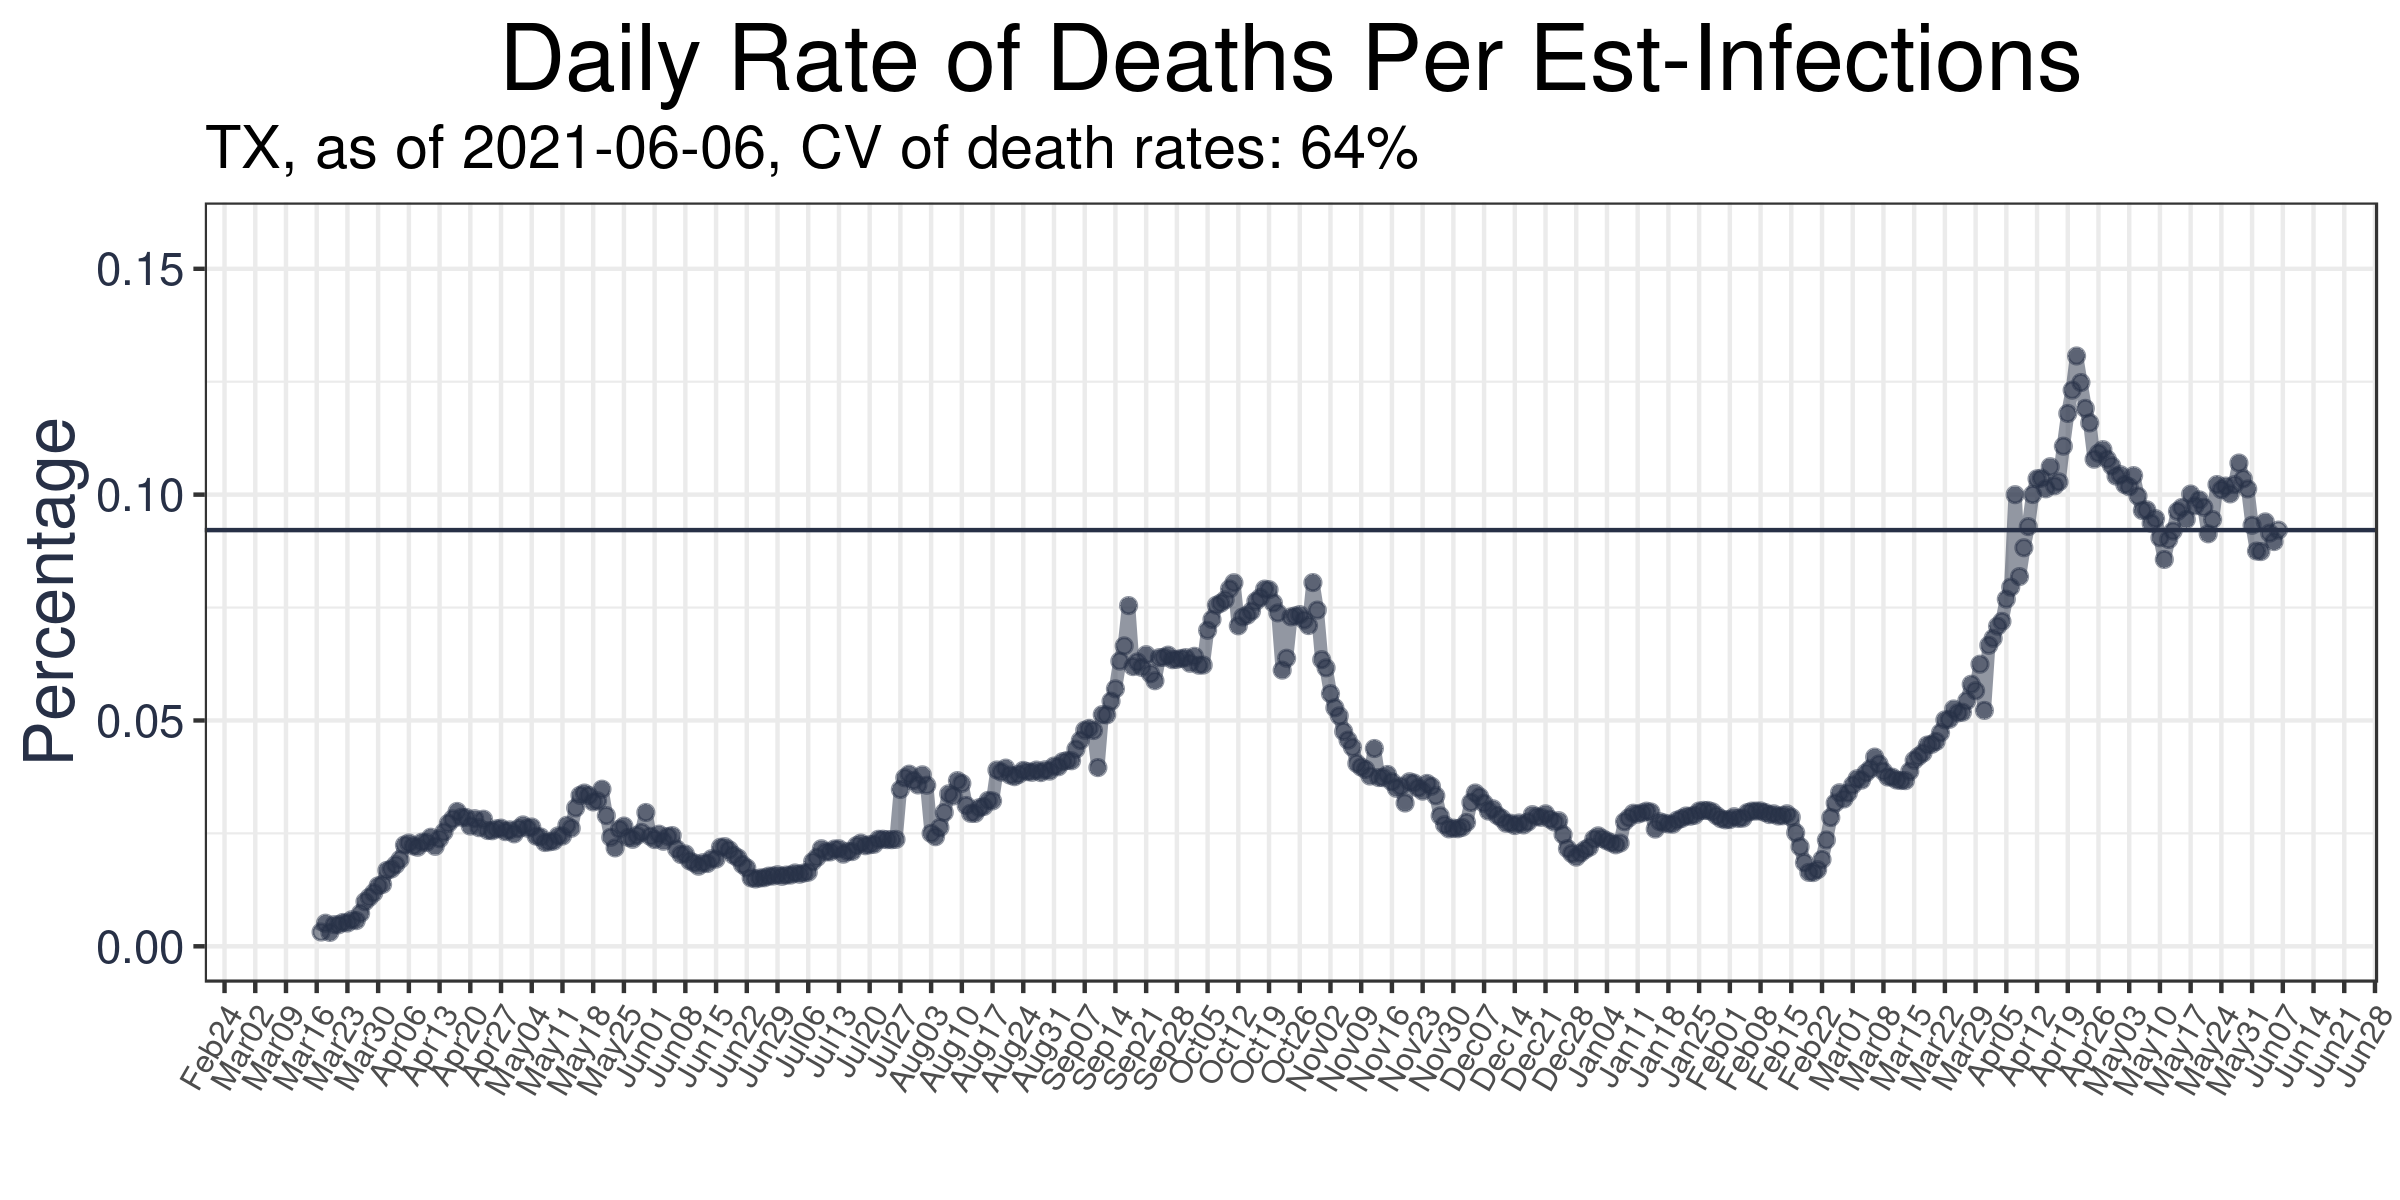 Daily Rate of Deaths Per Est-Infections
TX, as of 2021-06-06, CV of death rates: 64%
Percentage
0.15
0.10
0.05
0.00
Feb24
Mar02
Mar09
Mar16
Mar23
Mar30
Apr06
Apr13
Apr20
Apr27
May04
May11
May18
May25
Jun01
Jun08
Jun15
Jun22
Jun29
Jul06
Jul13
Jul20
Jul27
Aug03
Aug10
Aug17
Aug24
Aug31
Sep07
Sep14
Sep21
Sep28
Oct05
Oct12
Oct19
Oct26
Nov02
Nov09
Nov16
Nov23
Nov30
Dec07
Dec14
Dec21
Dec28
Jan04
Jan11
Jan18
Jan25
Feb01
Feb08
Feb15
Feb22
Mar01
Mar08
Mar15
Mar22
Mar29
Apr05
Apr12
Apr19
Apr26
May03
May10
May17
May24
May31
Jun07
Jun14
Jun21
Jun28